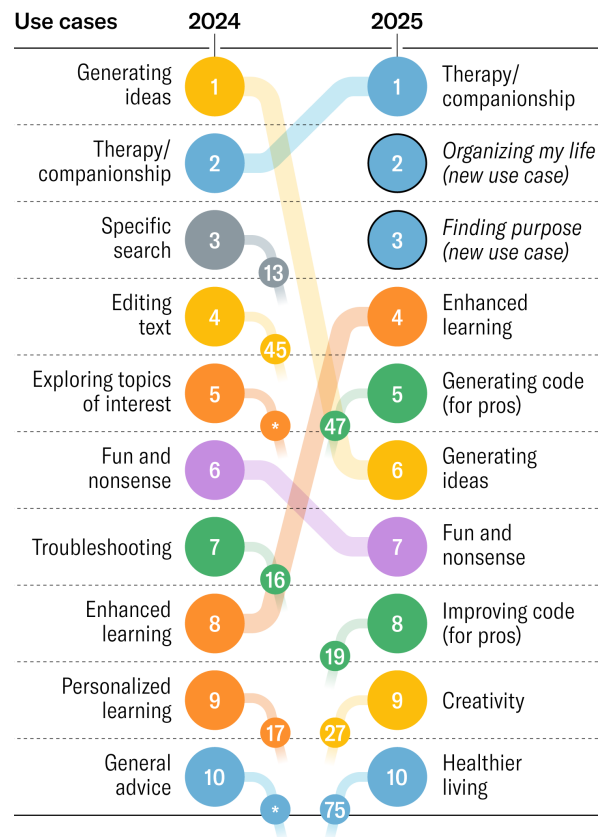 Use cases 2024 2025
Generating
ideas
1
1
Therapy/
companionship
Therapy/
companionship
2
2
Organizing my life
(new use case)
Specific
search
3
13
3
Finding purpose
(new use case)
Editing
text
4
45
4
Enhanced
learning
Exploring topics
of interest
5
*
47
5
Generating code
(for pros)
Fun and
nonsense
6
6
Generating
ideas
Troubleshooting
7
16
7
Fun and
nonsense
Enhanced
learning
8
19
8
Improving code
(for pros)
Personalized
learning
9
17
27
9
Creativity
General
advice
10
*
75
10
Healthier
living